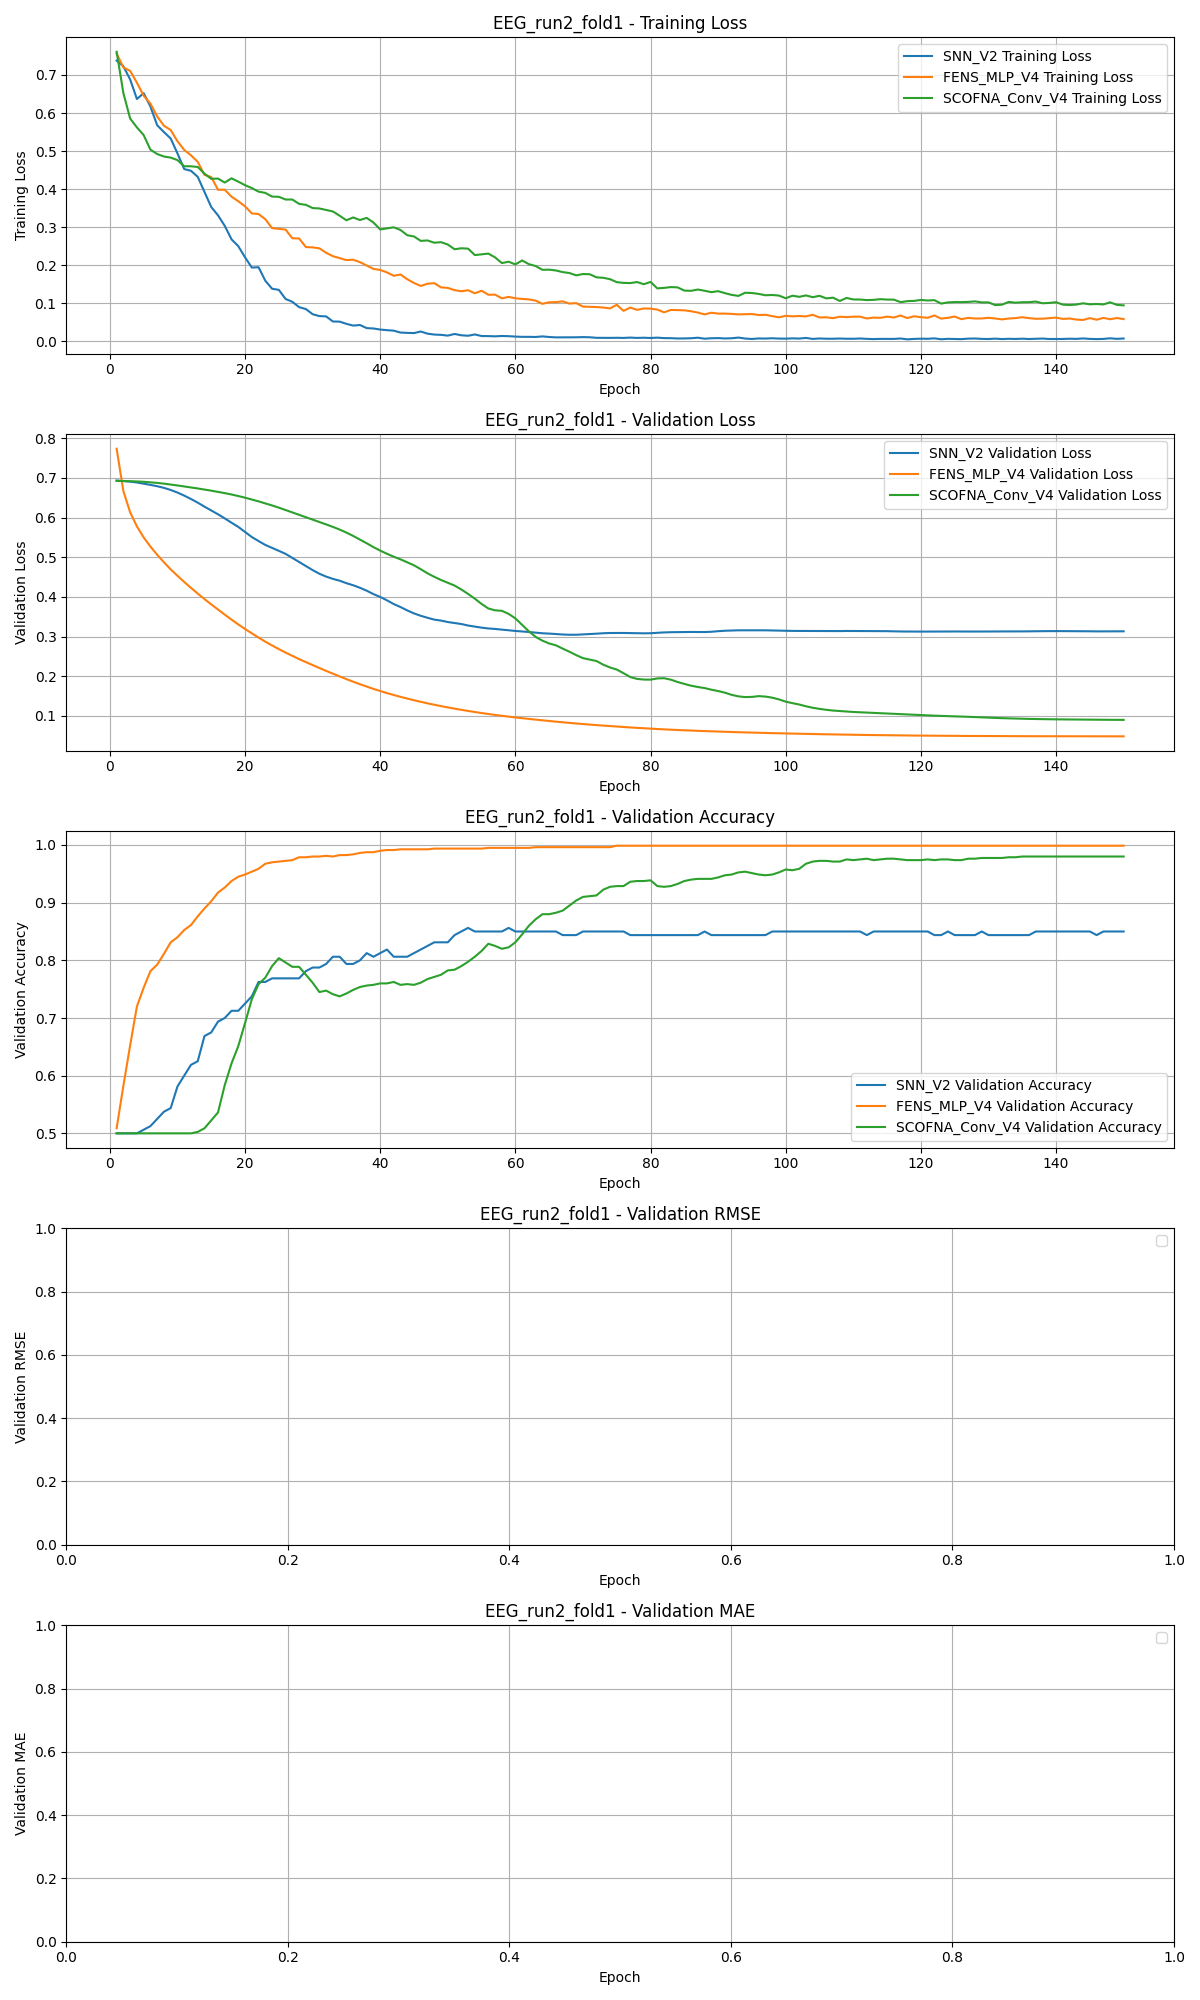 EEG_run2_fold1 - Training Loss
SNN_V2 Training Loss
FENS_MLP_V4 Training Loss
SCOFNA_Conv_V4 Training Loss
Training Loss
0.7
0.6
0.5
0.4
0.3
0.2
0.1
0.0
0 20 40 60 80 100 120 140
Epoch
EEG_run2_fold1 - Validation Loss
SNN_V2 Validation Loss
FENS_MLP_V4 Validation Loss
SCOFNA_Conv_V4 Validation Loss
Validation Loss
0.8
0.7
0.6
0.5
0.4
0.3
0.2
0.1
0 20 40 60 80 100 120 140
Epoch
EEG_run2_fold1 - Validation Accuracy
Validation Accuracy
1.0
0.9
0.8
0.7
0.6
0.5
SNN_V2 Validation Accuracy
FENS_MLP_V4 Validation Accuracy
SCOFNA_Conv_V4 Validation Accuracy
0 20 40 60 80 100 120 140
Epoch
EEG_run2_fold1 - Validation RMSE
Validation RMSE
1.0
0.8
0.6
0.4
0.2
0.0
0.0 0.2 0.4 0.6 0.8 1.0
Epoch
EEG_run2_fold1 - Validation MAE
Validation MAE
1.0
0.8
0.6
0.4
0.2
0.0
0.0 0.2 0.4 0.6 0.8 1.0
Epoch